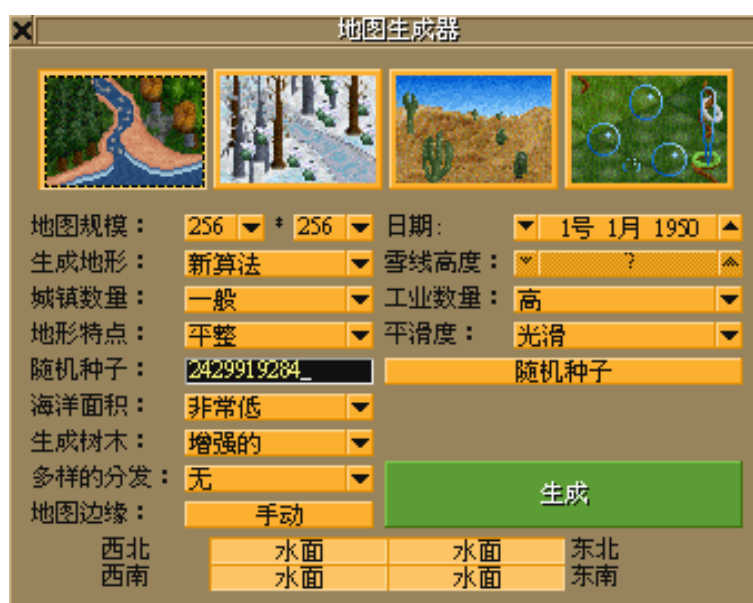 地图生成器
地图规模： 256 * 256 日期: 1号 1月 1950
生成地形： 新算法 雪线高度： ?
城镇数量： 一般 工业数量： 高
地形特点： 平整 平滑度： 光滑
随机种子： 2429919284_ 随机种子
海洋面积： 非常低
生成树木： 增强的
多样的分发： 无
生成
地图边缘： 手动
西北 水面 水面 东北
西南 水面 水面 东南